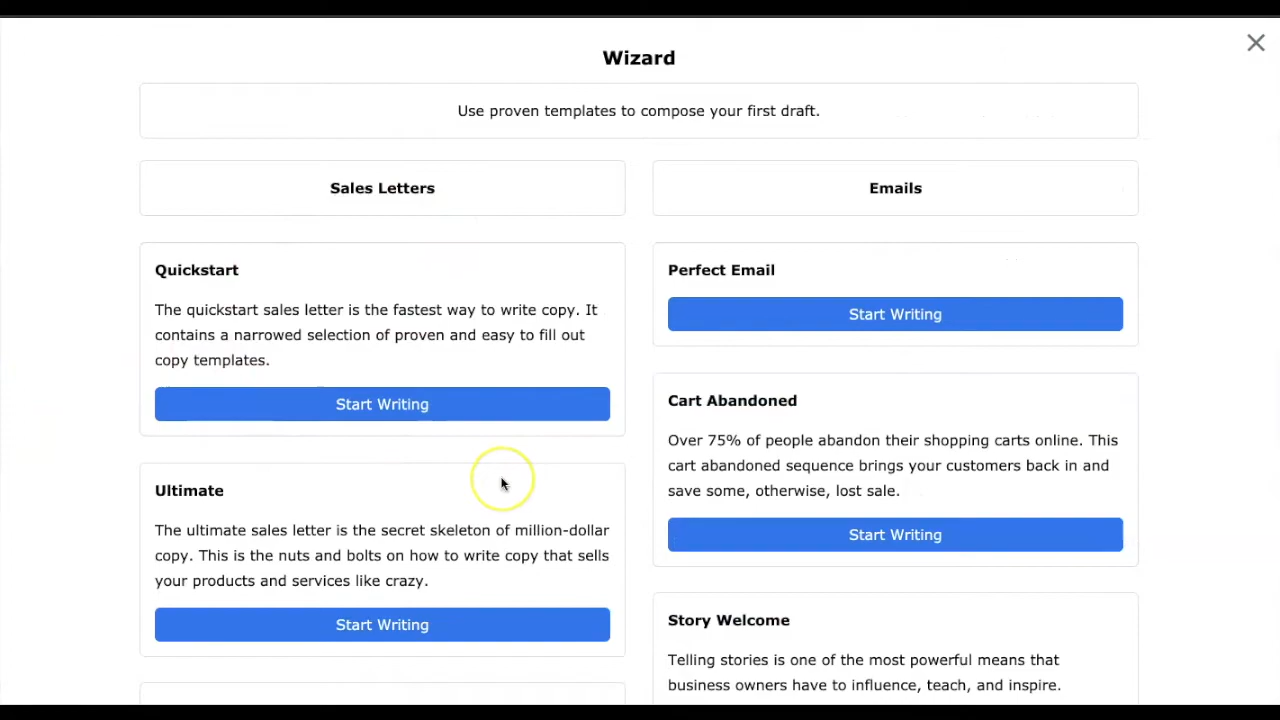 Wizard
Use proven templates to compose your first draft.
Sales Letters
Quickstart
The quickstart sales letter is the fastest way to write copy. It
contains a narrowed selection of proven and easy to fill out
copy templates.
Start Writing
Ultimate
The ultimate sales letter is the secret skeleton of million-dollar
copy. This is the nuts and bolts on how to write copy that sells
your products and services like crazy.
Start Writing
Emails
Perfect Email
Start Writing
Cart Abandoned
Over 75% of people abandon their shopping carts online. This
cart abandoned sequence brings your customers back in and
save some, otherwise, lost sale.
Start Writing
Story Welcome
Telling stories is one of the most powerful means that
business owners have to influence, teach, and inspire.